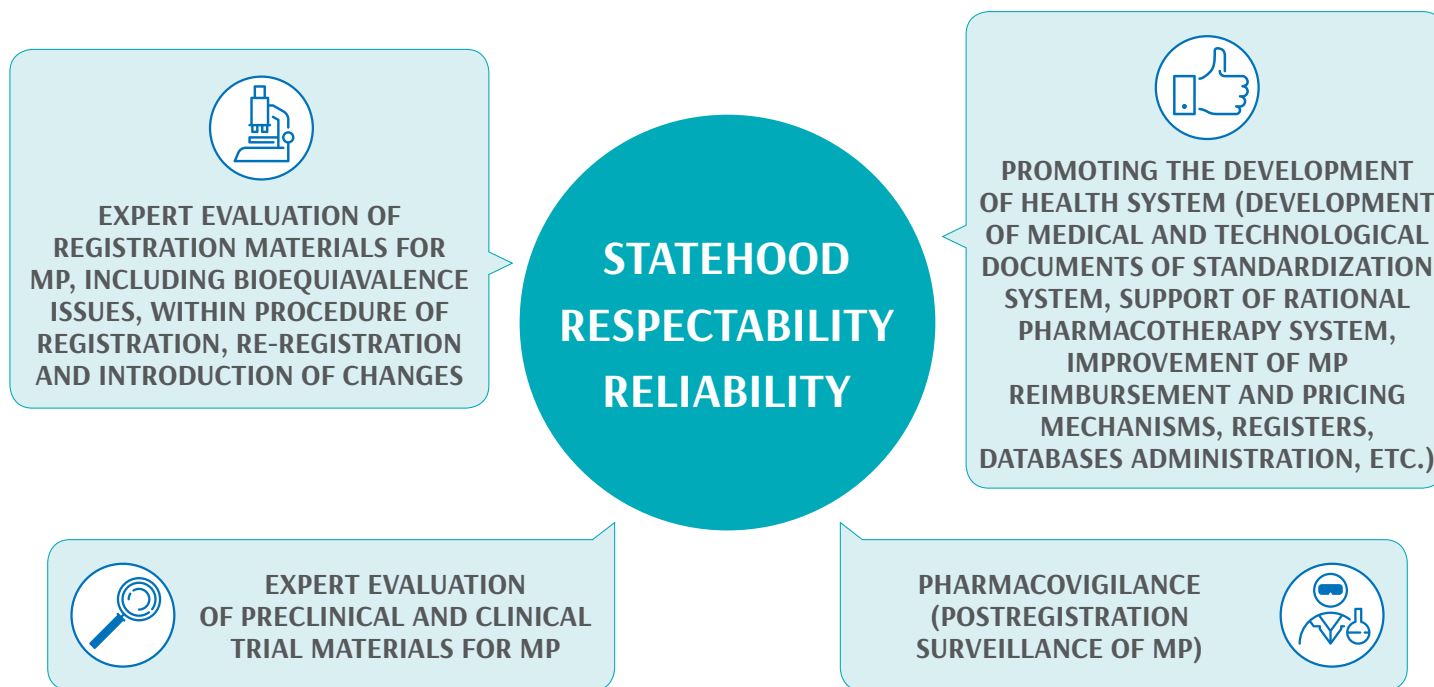 EXPERT EVALUATION OF
REGISTRATION MATERIALS FOR
MP, INCLUDING BIOEQUIAVALENCE
ISSUES, WITHIN PROCEDURE OF
REGISTRATION, RE-REGISTRATION
AND INTRODUCTION OF CHANGES
STATEHOOD
RESPECTABILITY
RELIABILITY
PROMOTING THE DEVELOPMENT
OF HEALTH SYSTEM (DEVELOPMENT
OF MEDICAL AND TECHNOLOGICAL
DOCUMENTS OF STANDARDIZATION
SYSTEM, SUPPORT OF RATIONAL
PHARMACOTHERAPY SYSTEM,
IMPROVEMENT OF MP
REIMBURSEMENT AND PRICING
MECHANISMS, REGISTERS,
DATABASES ADMINISTRATION, ETC.)
EXPERT EVALUATION
OF PRECLINICAL AND CLINICAL
TRIAL MATERIALS FOR MP
PHARMACOVIGILANCE
(POSTREGISTRATION
SURVEILLANCE OF MP)